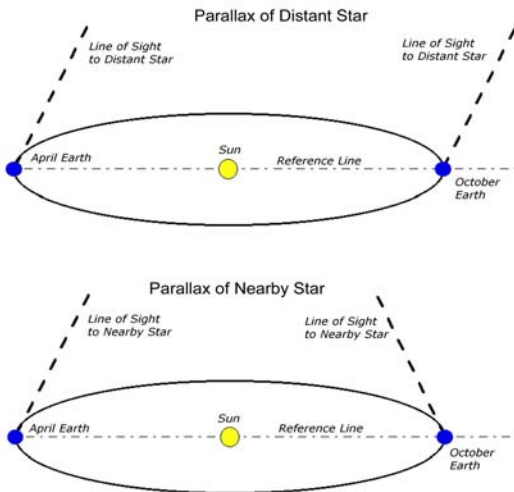 Parallax of Distant Star
Line of Sight
to Distant Star
Line of Sight
to Distant Star
Sun
April Earth
Reference Line
October
Earth
Parallax of Nearby Star
Line of Sight
to Nearby Star
Line of Sight
to Nearby Star
Sun
April Earth
Reference Line
October
Earth